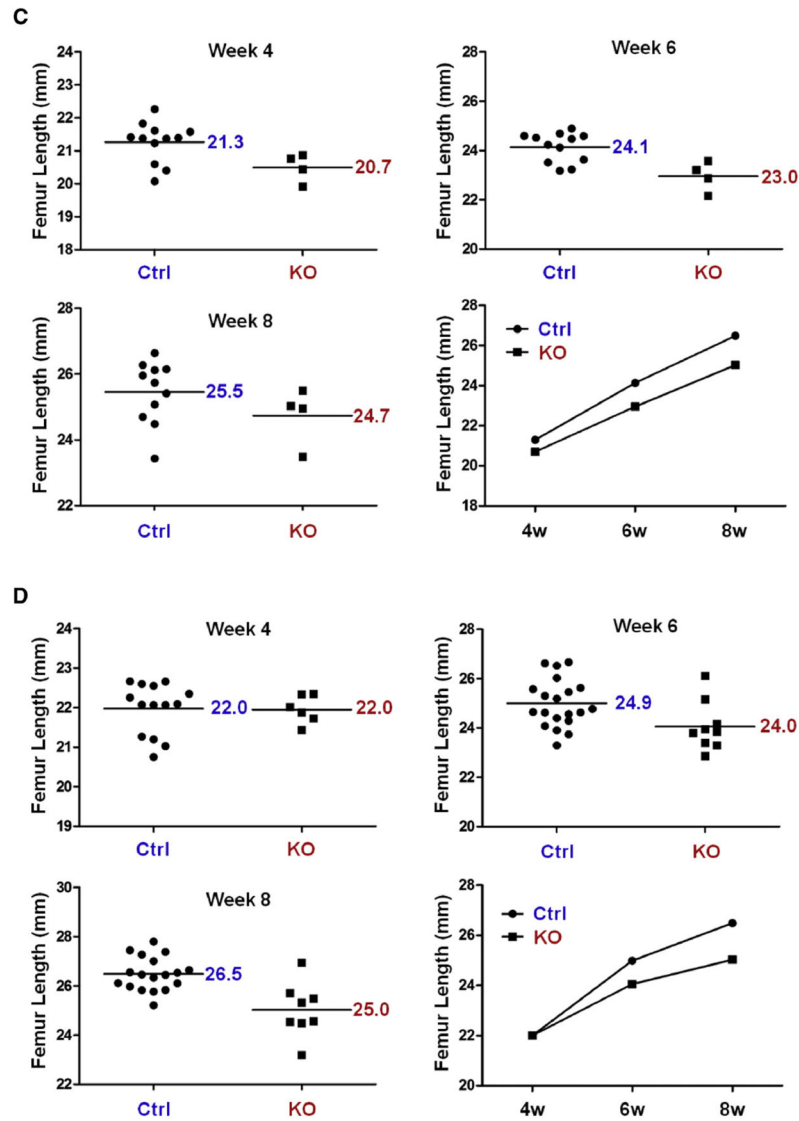 C
Week 4
Femur Length (mm)
24
23
22
21
20
19
18
21.3
20.7
Ctrl
KO
Week 6
Femur Length (mm)
28
26
24
22
20
24.1
23.0
Ctrl
KO
Week 8
Femur Length (mm)
28
26
24
22
25.5
24.7
Ctrl
KO
Femur Length (mm)
28
26
24
22
20
18
Ctrl
KO
4w
6w
8w
D
Week 4
Femur Length (mm)
24
23
22
21
20
19
22.0
22.0
Ctrl
KO
Week 6
Femur Length (mm)
28
26
24
22
20
24.9
24.0
Ctrl
KO
Week 8
Femur Length (mm)
30
28
26
24
22
26.5
25.0
Ctrl
KO
Femur Length (mm)
28
26
24
22
20
Ctrl
KO
4w
6w
8w